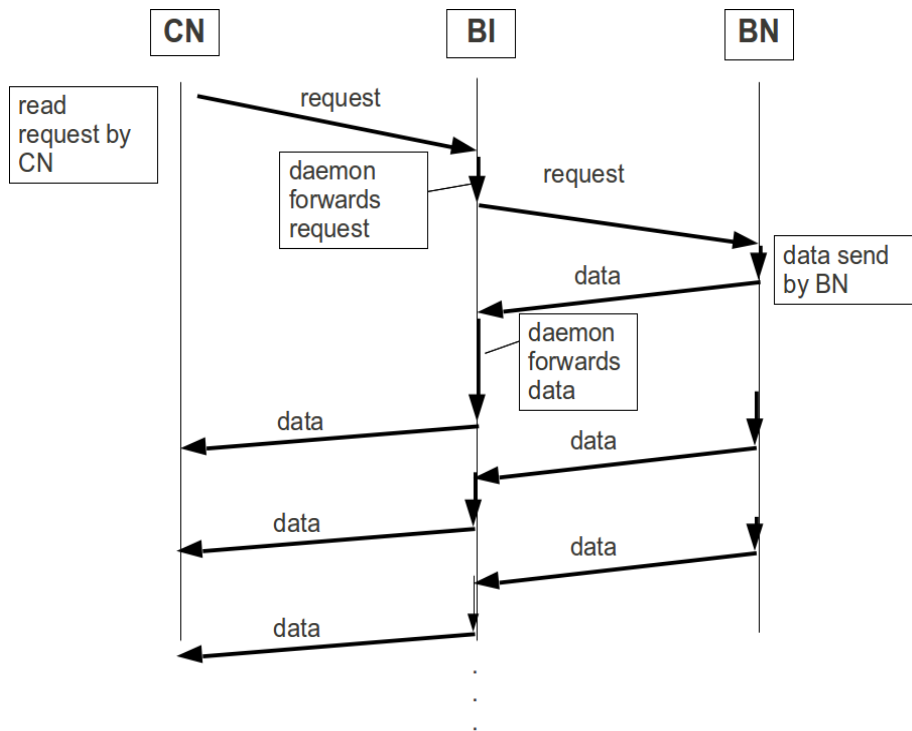 CN
BI
BN
read
request by
CN
request
daemon
forwards
request
request
data send
by BN
data
daemon
forwards
data
data
data
data
data
data